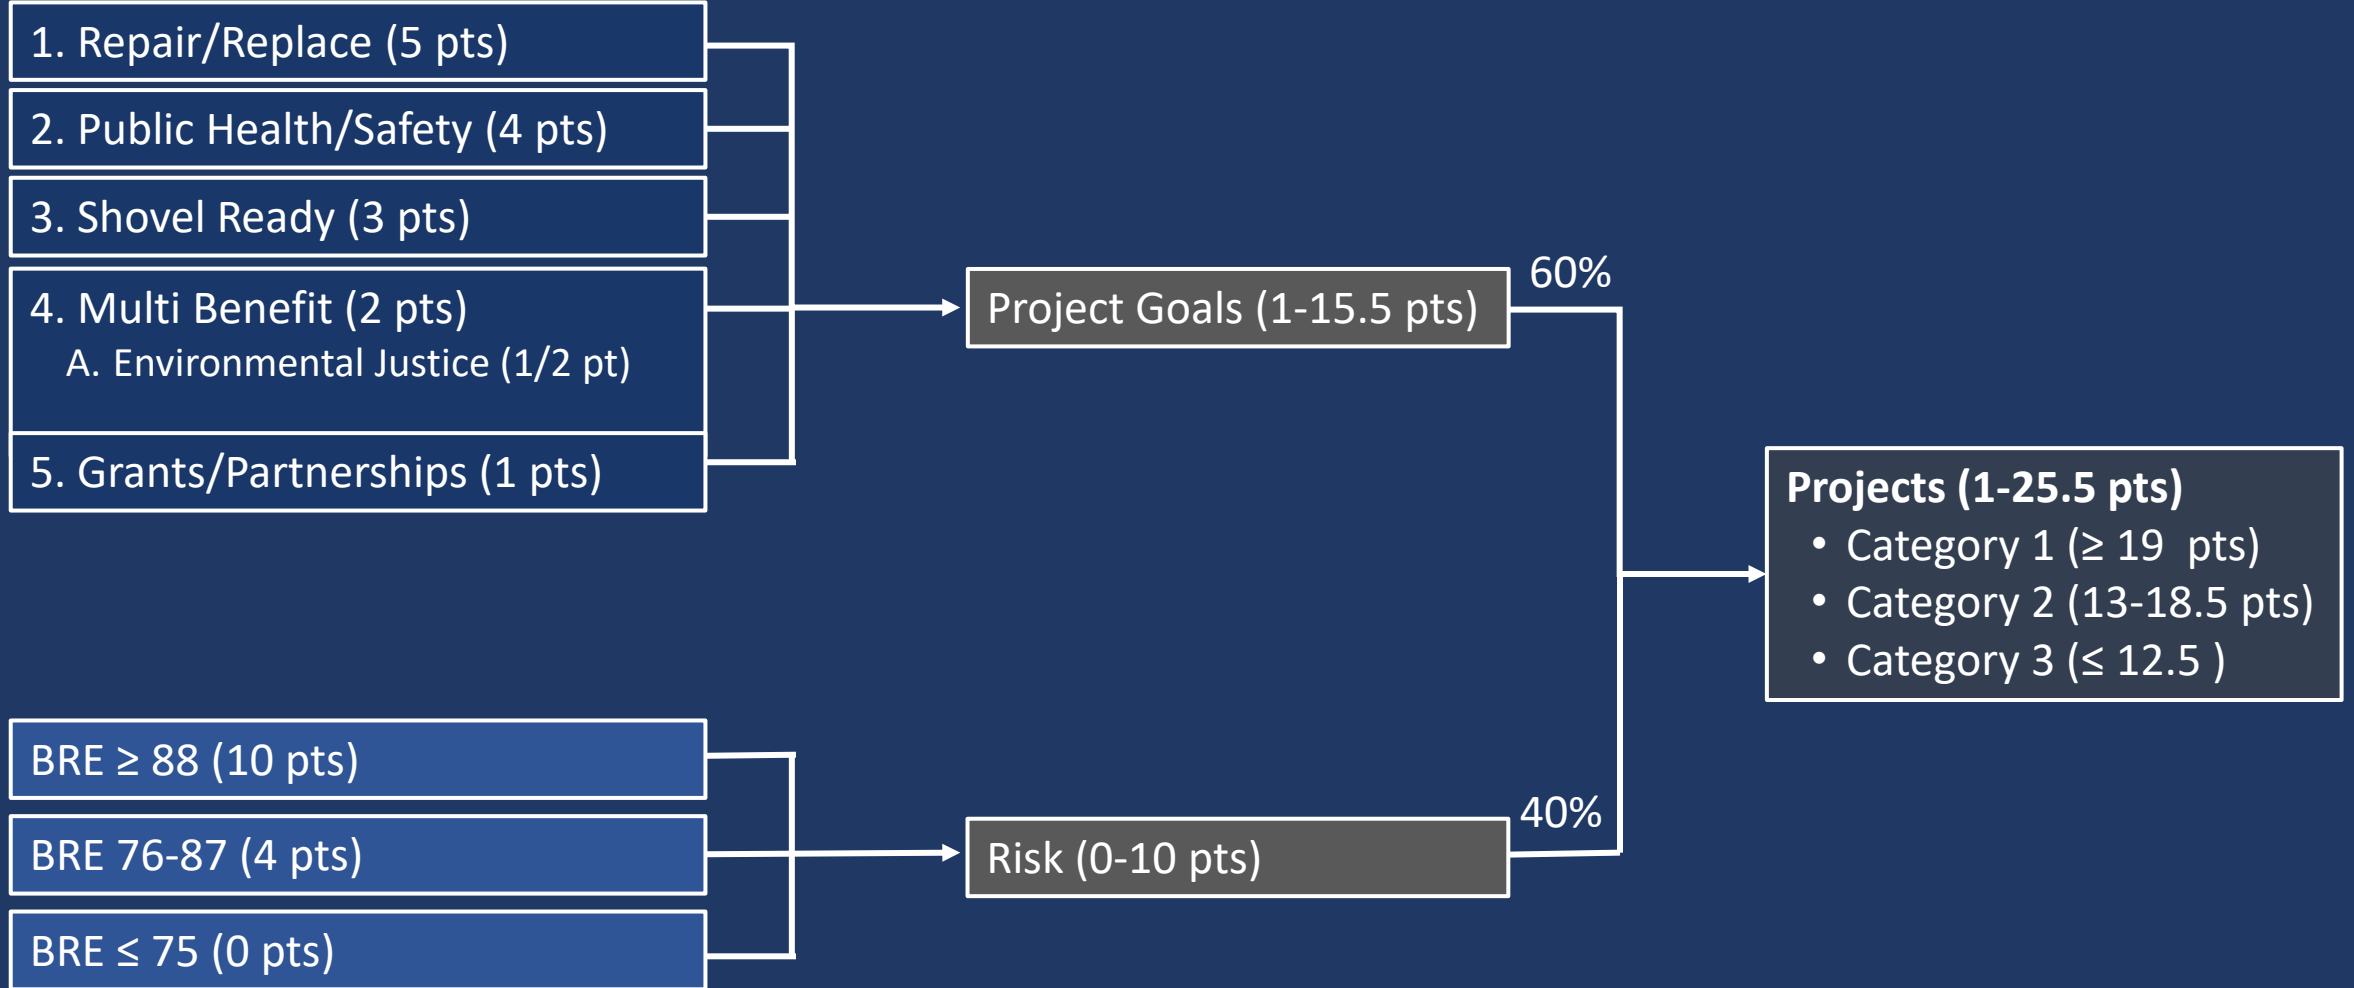 1. Repair/Replace (5 pts)
2. Public Health/Safety (4 pts)
3. Shovel Ready (3 pts)
4. Multi Benefit (2 pts)
A. Environmental Justice (1/2 pt)
5. Grants/Partnerships (1 pts)
Project Goals (1-15.5 pts)
60%
Projects (1-25.5 pts)
• Category 1 (≥ 19  pts)
• Category 2 (13-18.5 pts)
• Category 3 (≤ 12.5 )
BRE ≥ 88 (10 pts)
BRE 76-87 (4 pts)
BRE ≤ 75 (0 pts)
Risk (0-10 pts)
40%